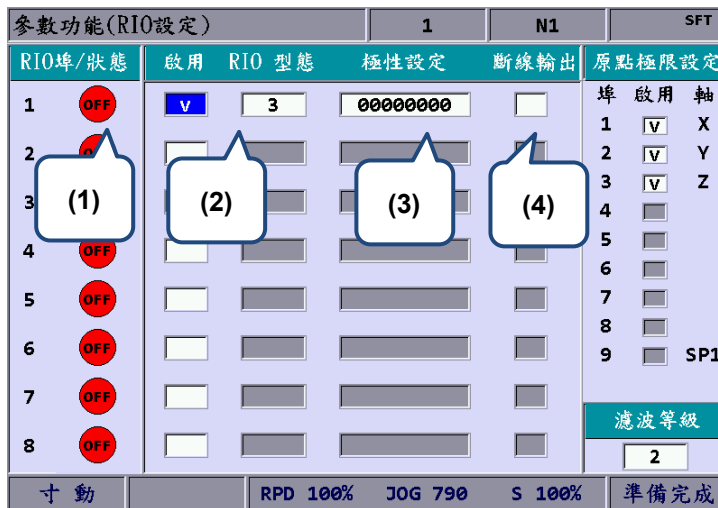 參數功能(RIO設定) 1 N1 SFT
RIO埠/狀態 啟用 RIO 型態 極性設定 斷線輸出 原點極限設定
埠 啟用 軸
1 OFF V 3 00000000
1 V X
2
2 V Y
3
3 V Z
(1) (2) (3) (4)
4 OFF
4
5
5 OFF
6
7
6 OFF
8
9 SP1
7 OFF
濾波等級
8 OFF
2
寸動 RPD 100% JOG 790 S 100% 準備完成